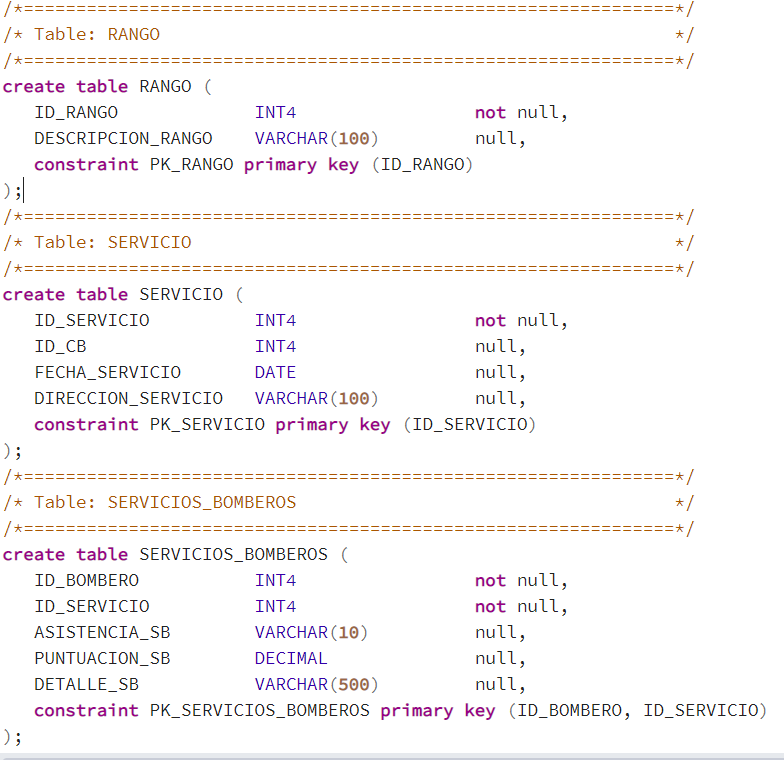 /*==============================================================*/
/* Table: RANGO                                                 */
/*==============================================================*/
create table RANGO (
   ID_RANGO             INT4                 not null,
   DESCRIPCION_RANGO    VARCHAR(100)         null,
   constraint PK_RANGO primary key (ID_RANGO)
);
/*==============================================================*/
/* Table: SERVICIO                                              */
/*==============================================================*/
create table SERVICIO (
   ID_SERVICIO          INT4                 not null,
   ID_CB                INT4                 null,
   FECHA_SERVICIO       DATE                 null,
   DIRECCION_SERVICIO   VARCHAR(100)         null,
   constraint PK_SERVICIO primary key (ID_SERVICIO)
);
/*==============================================================*/
/* Table: SERVICIOS_BOMBEROS                                    */
/*==============================================================*/
create table SERVICIOS_BOMBEROS (
   ID_BOMBERO           INT4                 not null,
   ID_SERVICIO          INT4                 not null,
   ASISTENCIA_SB        VARCHAR(10)          null,
   PUNTUACION_SB        DECIMAL              null,
   DETALLE_SB           VARCHAR(500)         null,
   constraint PK_SERVICIOS_BOMBEROS primary key (ID_BOMBERO, ID_SERVICIO)
);